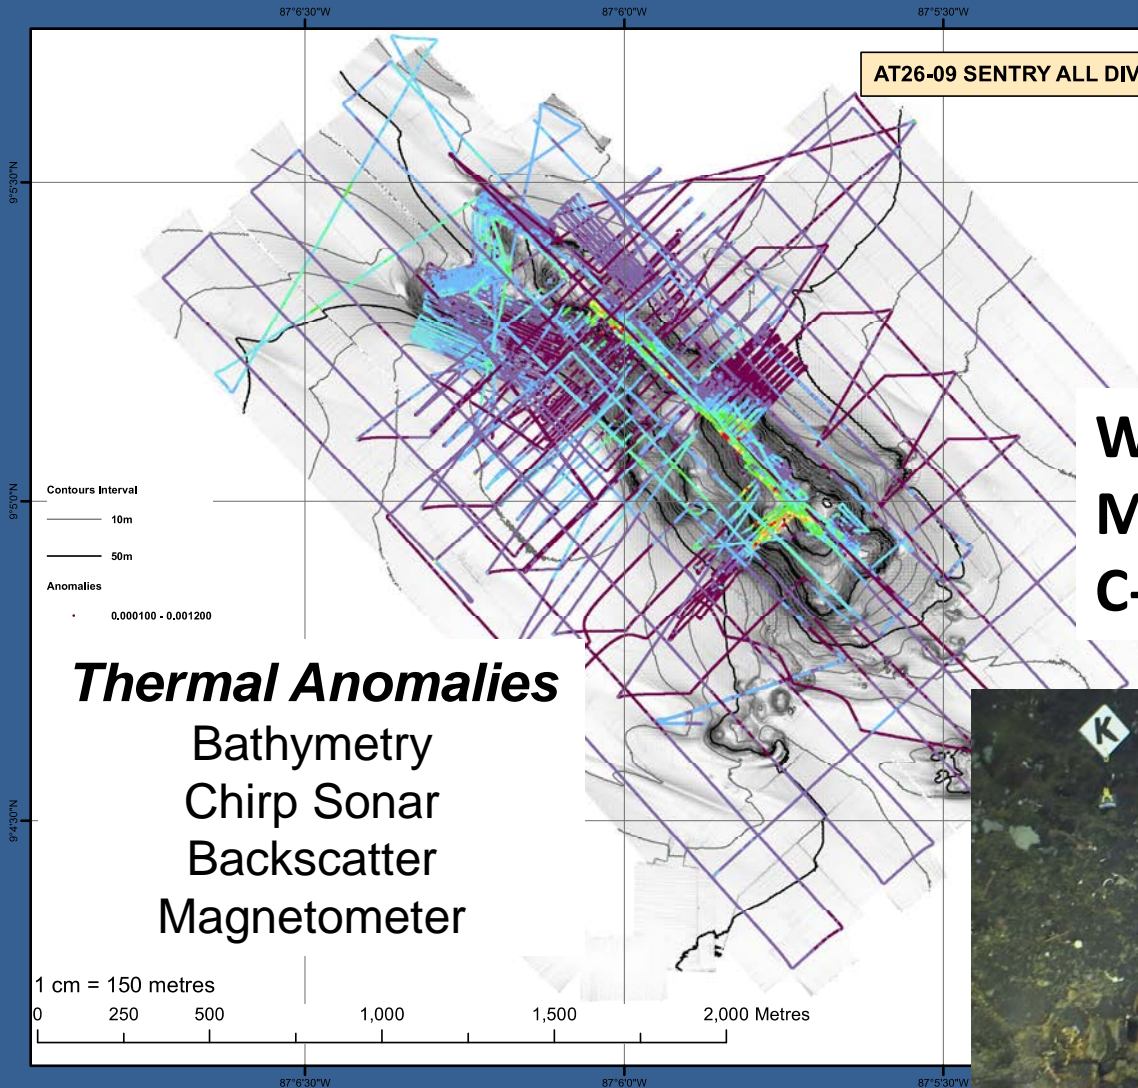 87°6'30"W 87°6'0"W 87°5'30"W
AT26-09 SENTRY ALL DIV
9°5'30"N
9°5'0"N
9°4'30"N
Contours Interval
10m
50m
Anomalies
0.000100 - 0.001200
W
M
C-
Thermal Anomalies
Bathymetry
Chirp Sonar
Backscatter
Magnetometer
K
1 cm = 150 metres
0 250 500 1,000 1,500 2,000 Metres
87°6'30"W 87°6'0"W 87°5'30"W